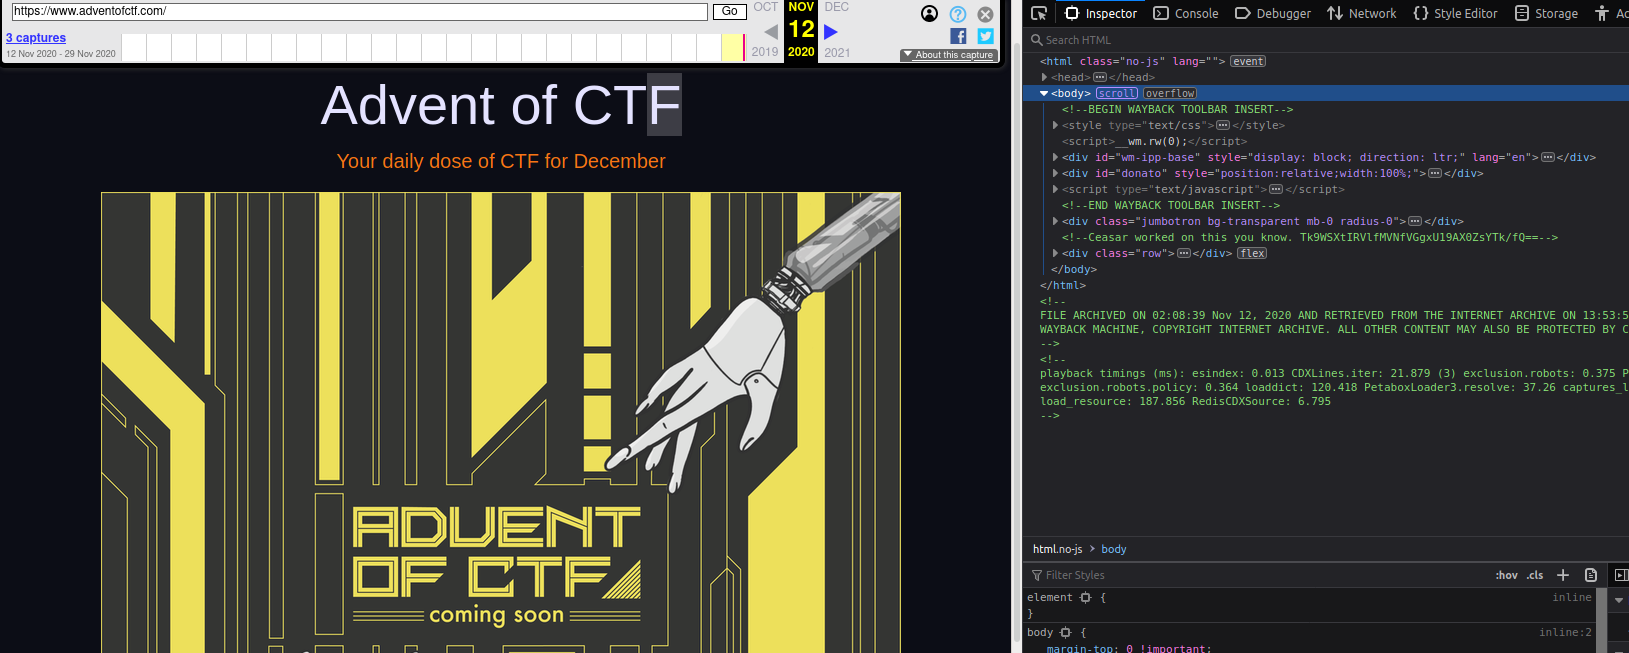 https://www.adventofctf.com/
Go
OCT
NOV
DEC
3 captures
12
12 Nov 2020 - 29 Nov 2020
2019
2020
2021
About this capture
Advent of CTF
Your daily dose of CTF for December
ADVENT
OF CTF
coming soon
Inspector
Console
Debugger
Network
Style Editor
Storage
Ac
Search HTML
<html class="no-js" lang=""> event
<head> ... </head>
<body> scroll overflow
<!--BEGIN WAYBACK TOOLBAR INSERT-->
<style type="text/css"> ... </style>
<script>__wm.rw(0);</script>
<div id="wm-ipp-base" style="display: block; direction: ltr;" lang="en"> ... </div>
<div id="donato" style="position:relative;width:100%;"> ... </div>
<script type="text/javascript"> ... </script>
<!--END WAYBACK TOOLBAR INSERT-->
<div class="jumbotron bg-transparent mb-0 radius-0"> ... </div>
<!--Ceasar worked on this you know. Tk9WSXtIRVlfMVNfVGgxU19AX0ZsYTk/fQ==-->
<div class="row"> ... </div> flex
</body>
</html>
<!--
FILE ARCHIVED ON 02:08:39 Nov 12, 2020 AND RETRIEVED FROM THE INTERNET ARCHIVE ON 13:53:5
WAYBACK MACHINE, COPYRIGHT INTERNET ARCHIVE. ALL OTHER CONTENT MAY ALSO BE PROTECTED BY C
-->
<!--
playback timings (ms): esindex: 0.013 CDXLines.iter: 21.879 (3) exclusion.robots: 0.375 P
exclusion.robots.policy: 0.364 loaddict: 120.418 PetaboxLoader3.resolve: 37.26 captures_l
load_resource: 187.856 RedisCDXSource: 6.795
-->
html.no-js > body
Filter Styles
:hov .cls +
element { inline
}
body { inline:2
margin-top: 0 !important;